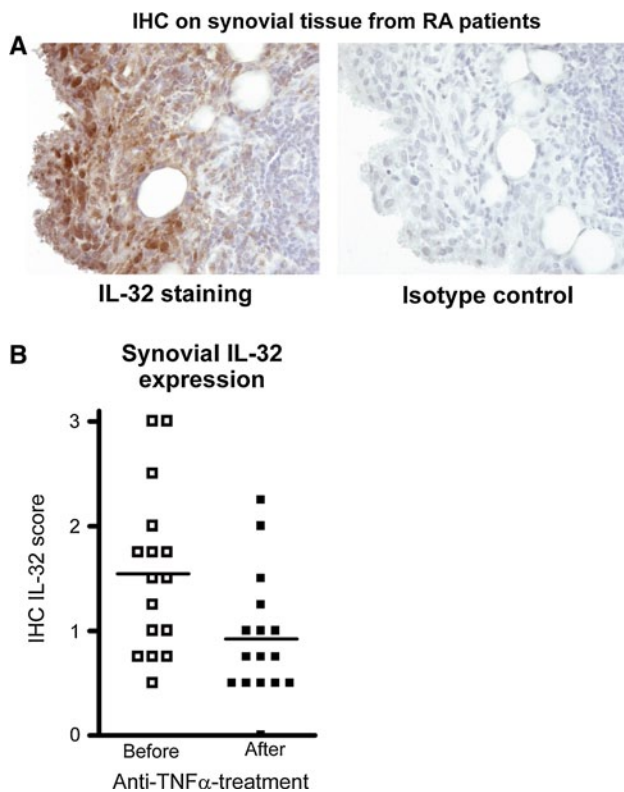 IHC on synovial tissue from RA patients
A
IL-32 staining
Isotype control
B
Synovial IL-32
expression
IHC IL-32 score
3
2
1
0
Before
After
Anti-TNFα-treatment